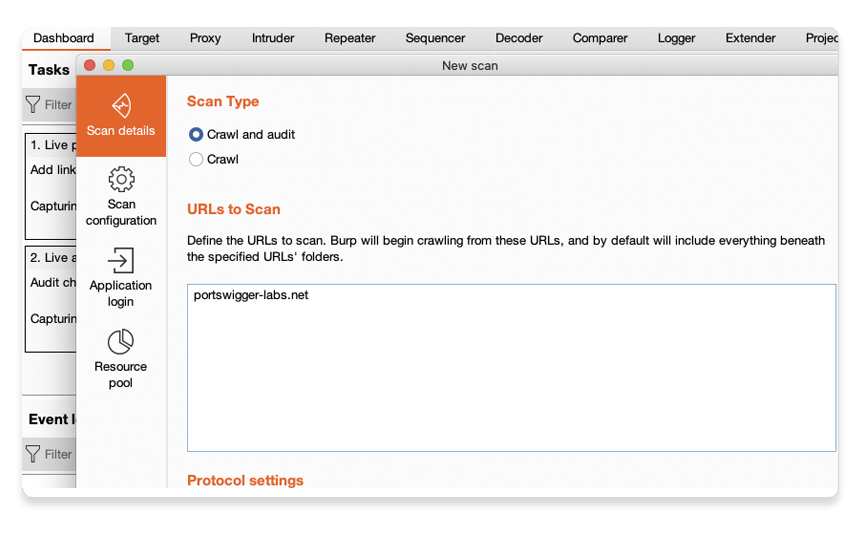 Dashboard Target Proxy Intruder Repeater Sequencer Decoder Comparer Logger Extender Projec
Tasks
New scan
Filter
1. Live p
Add link
Capturin
2. Live a
Audit ch
Capturin
Event l
Filter
Scan details
Scan
configuration
Application
login
Resource
pool
Scan Type
Crawl and audit
Crawl
URLs to Scan
Define the URLs to scan. Burp will begin crawling from these URLs, and by default will include everything beneath
the specified URLs' folders.
portswigger-labs.net
Protocol settings